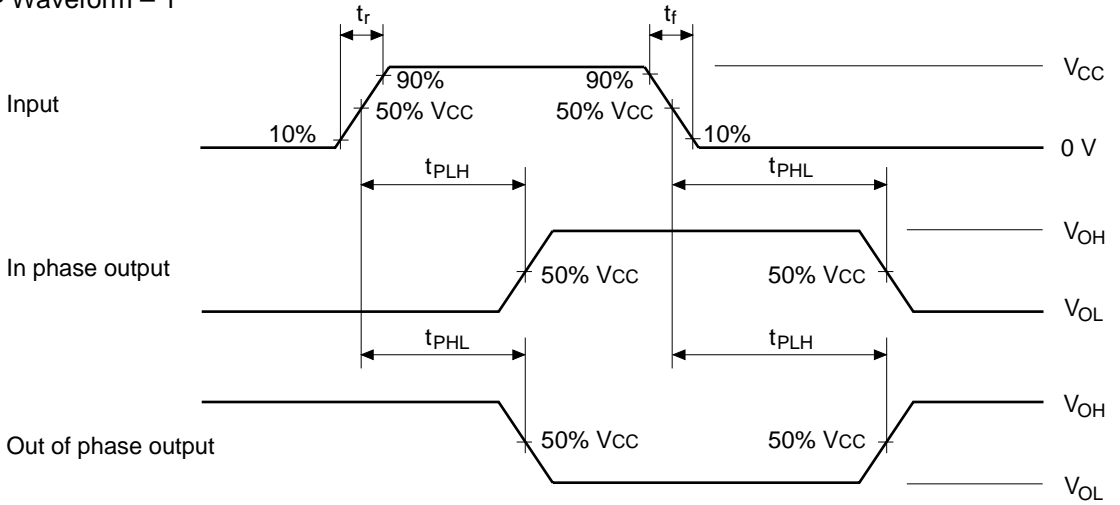 Waveform – 1
tr
tf
VCC
90%
90%
Input
50% VCC
50% VCC
10%
10%
0 V
tPLH
tPHL
VOH
In phase output
50% VCC
50% VCC
VOL
tPHL
tPLH
VOH
Out of phase output
50% VCC
50% VCC
VOL